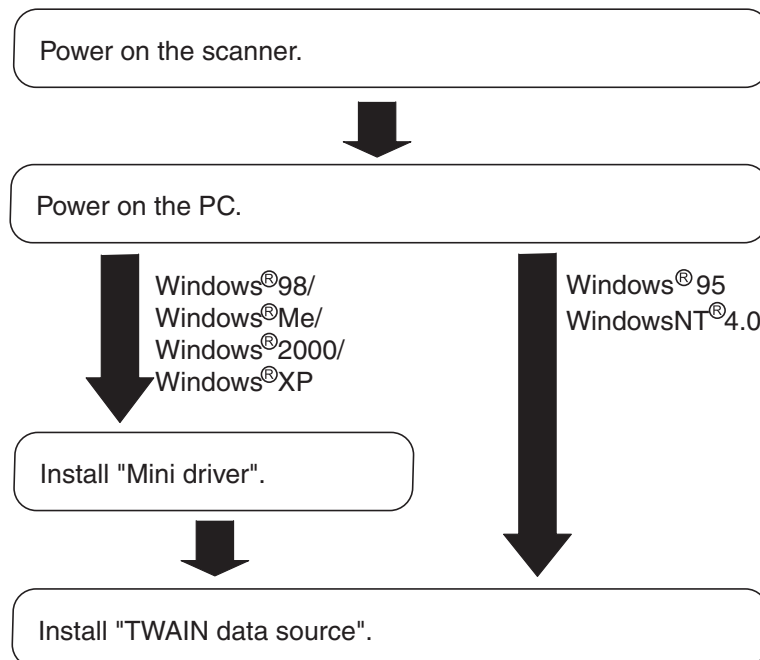 Power on the scanner.
Power on the PC.
Windows®98/
Windows®Me/
Windows®2000/
Windows®XP
Windows®95
WindowsNT®4.0
Install "Mini driver".
Install "TWAIN data source".